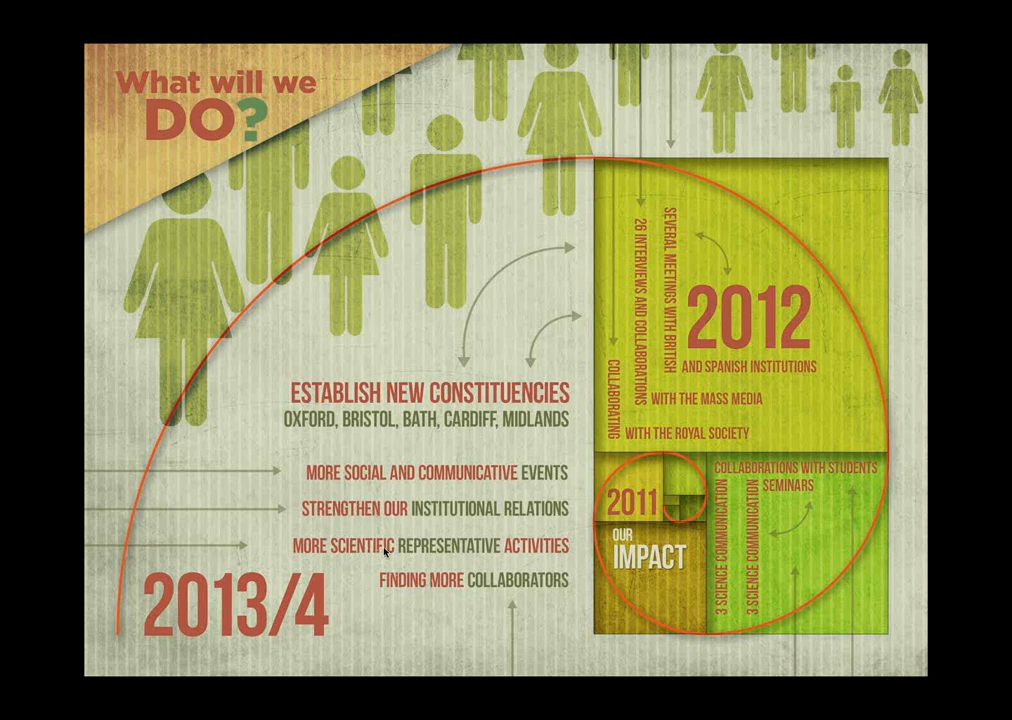 What will we
DO?
SEVERAL MEETINGS WITH BRITISH
AND SPANISH INSTITUTIONS
2012
26 INTERVIEWS AND COLLABORATIONS
WITH THE MASS MEDIA
COLLABORATING
WITH THE ROYAL SOCIETY
ESTABLISH NEW CONSTITUENCIES
OXFORD, BRISTOL, BATH, CARDIFF, MIDLANDS
MORE SOCIAL AND COMMUNICATIVE EVENTS
STRENGTHEN OUR INSTITUTIONAL RELATIONS
MORE SCIENTIFIC REPRESENTATIVE ACTIVITIES
FINDING MORE COLLABORATORS
2013/4
2011
OUR
IMPACT
3 SCIENCE COMMUNICATION
COLLABORATIONS WITH STUDENTS
3 SCIENCE COMMUNICATION
SEMINARS